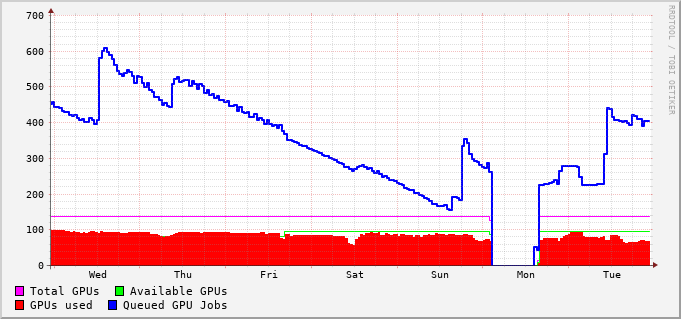 RRDTOOL / TOBI OETIKER
700
600
500
400
300
200
100
0
Wed Thu Fri Sat Sun Mon Tue
Total GPUs Available GPUs
GPUs used Queued GPU Jobs